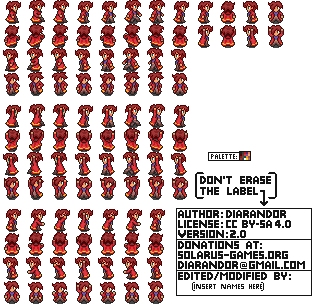 PALETTE:
DON'T ERASE
THE LABEL
AUTHOR: DIARANDOR
LICENSE: CC BY-SA 4.0
VERSION: 2.0
DONATIONS AT:
SOLARUS-GAMES.ORG
DIARANDOR@GMAIL.COM
EDITED/MODIFIED BY:
(INSERT NAMES HERE)